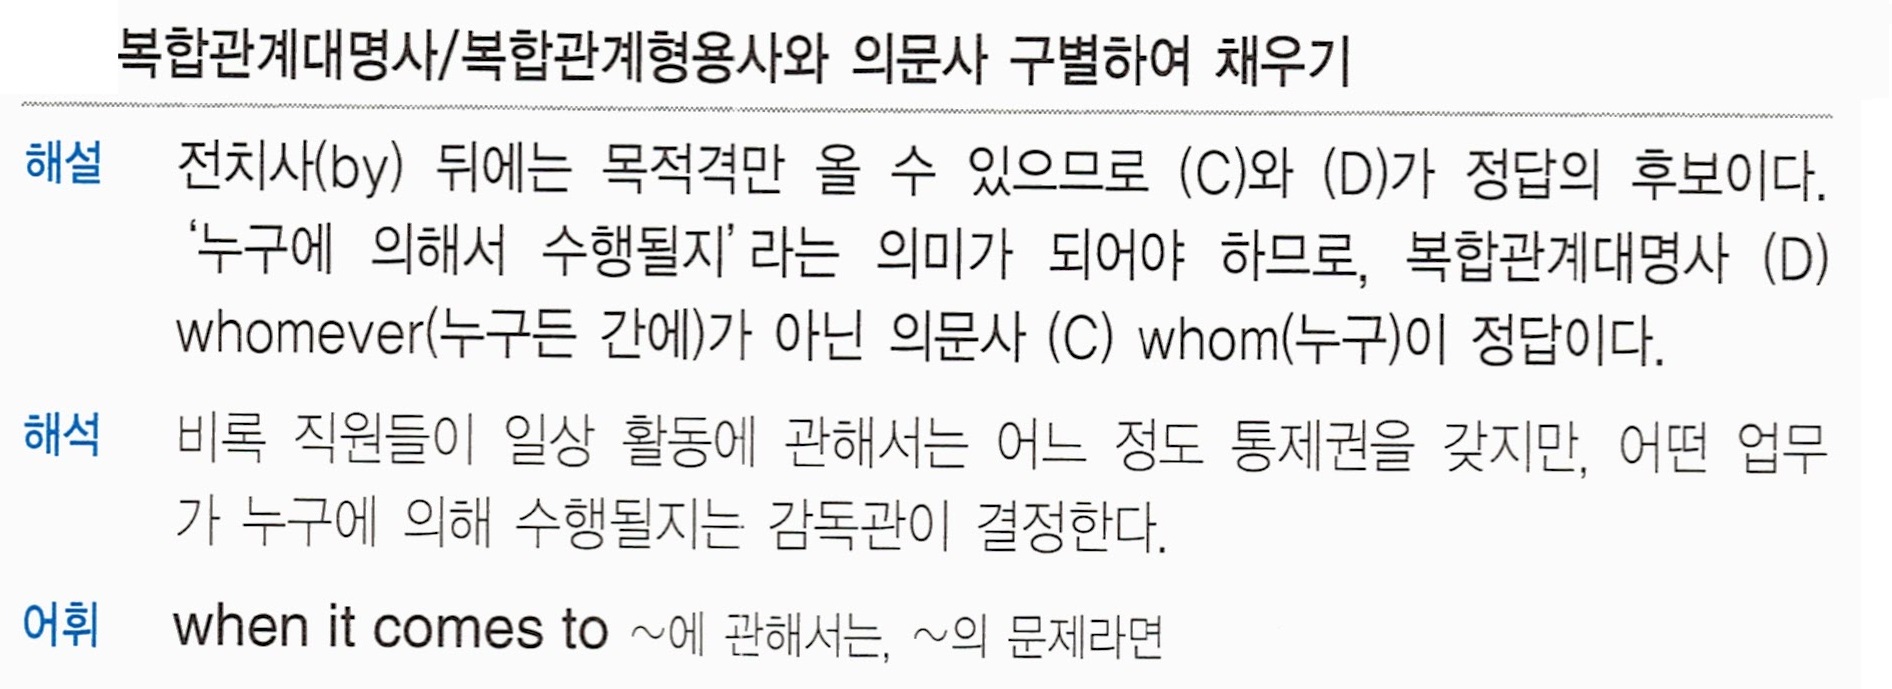 복합관계대명사/복합관계형용사와 의문사 구별하여 채우기
해설 전치사(by) 뒤에는 목적격만 올 수 있으므로 (C)와 (D)가 정답의 후보이다.
‘누구에 의해서 수행될지’라는 의미가 되어야 하므로, 복합관계대명사 (D)
whomever(누구든 간에)가 아닌 의문사 (C) whom(누구)이 정답이다.
해석 비록 직원들이 일상 활동에 관해서는 어느 정도 통제권을 갖지만, 어떤 업무
가 누구에 의해 수행될지는 감독관이 결정한다.
어휘 when it comes to ~에 관해서는, ~의 문제라면